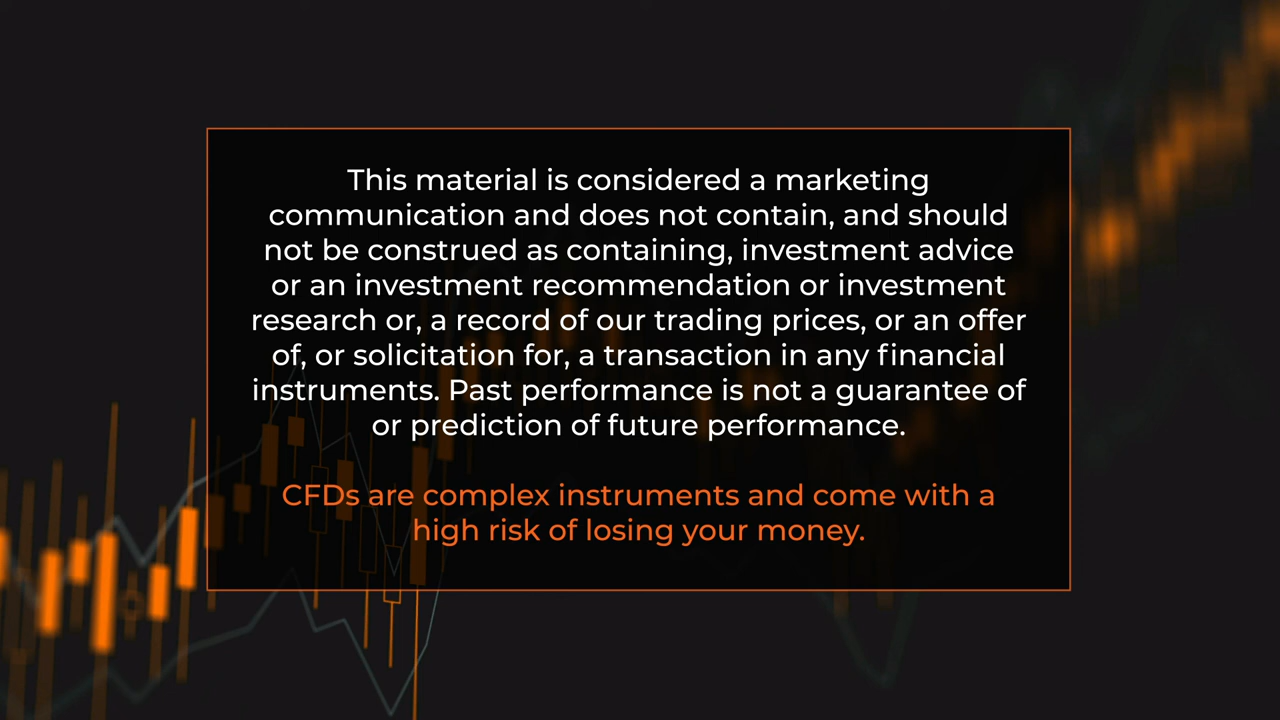 This material is considered a marketing
communication and does not contain, and should
not be construed as containing, investment advice
or an investment recommendation or investment
research or, a record of our trading prices, or an offer
of, or solicitation for, a transaction in any financial
instruments. Past performance is not a guarantee of
or prediction of future performance.
CFDs are complex instruments and come with a
high risk of losing your money.